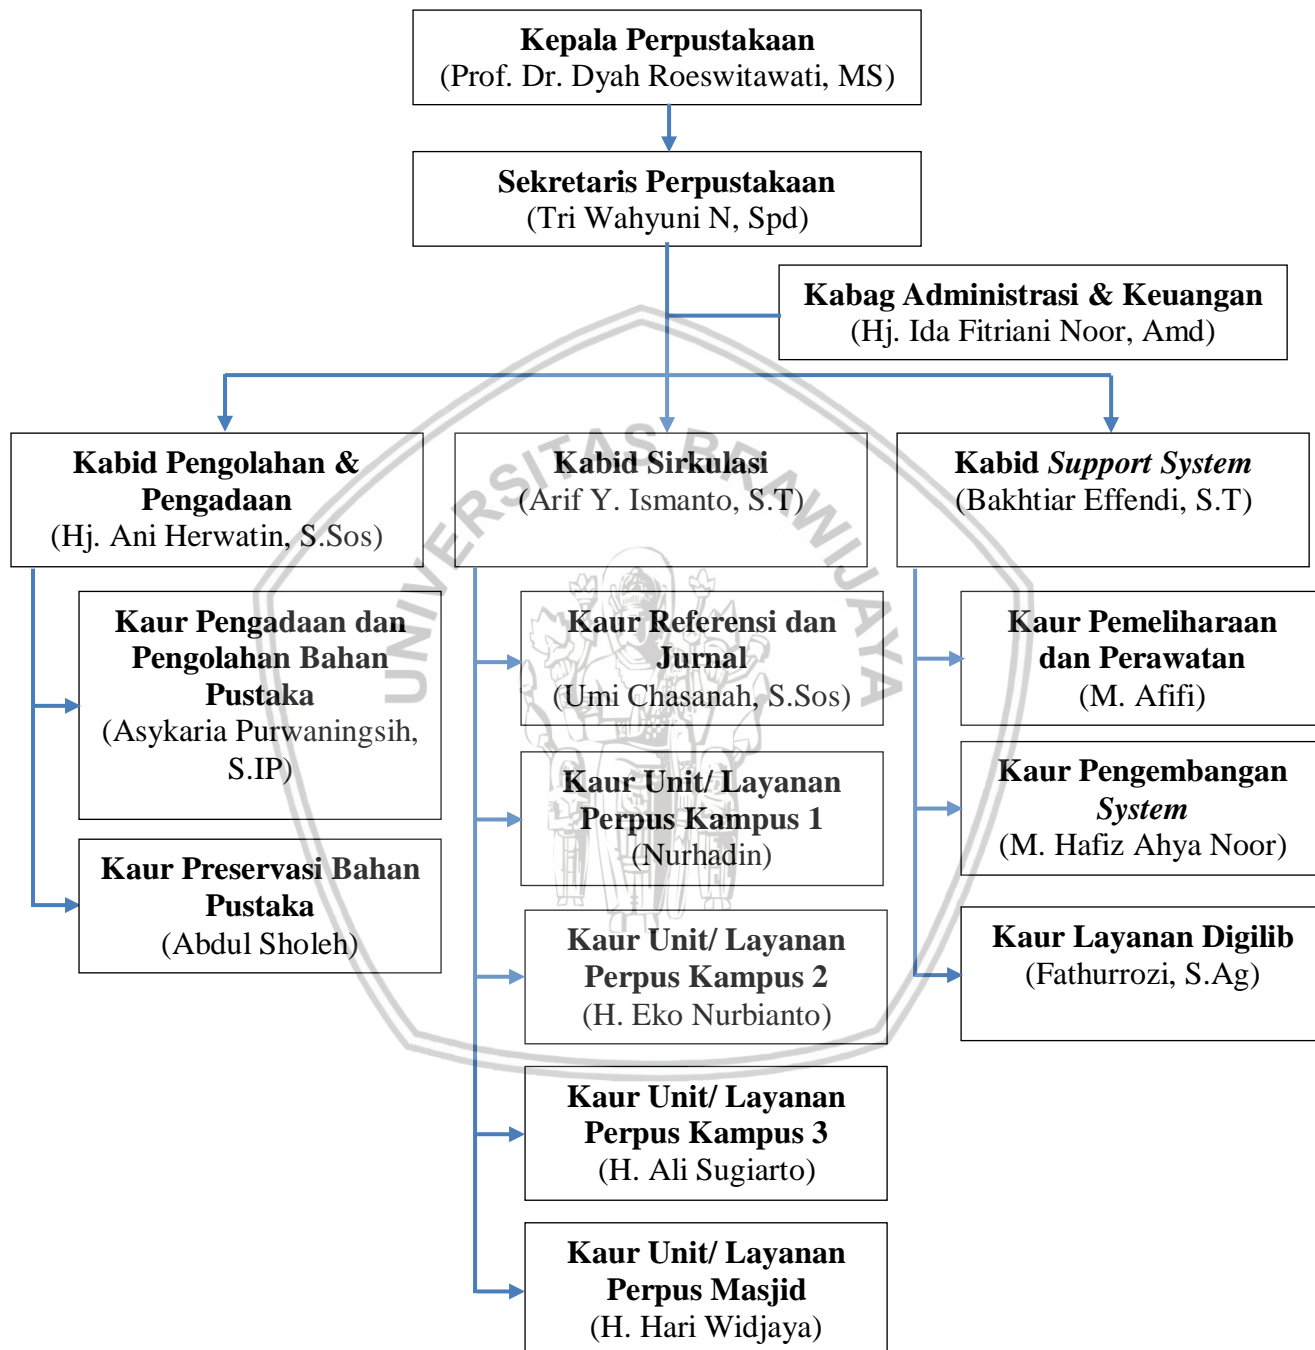 Kepala Perpustakaan
(Prof. Dr. Dyah Roeswitawati, MS)
Sekretaris Perpustakaan
(Tri Wahyuni N, Spd)
Kabag Administrasi & Keuangan
(Hj. Ida Fitriani Noor, Amd)
UNIVERSITAS BRAWIJAYA
Kabid Pengolahan &
Pengadaan
(Hj. Ani Herwatin, S.Sos)
Kaur Pengadaan dan
Pengolahan Bahan
Pustaka
(Asykaria Purwaningsih,
S.IP)
Kaur Preservasi Bahan
Pustaka
(Abdul Sholeh)
Kabid Sirkulasi
(Arif Y. Ismanto, S.T)
Kaur Referensi dan
Jurnal
(Umi Chasanah, S.Sos)
Kaur Unit/ Layanan
Perpus Kampus 1
(Nurhadin)
Kaur Unit/ Layanan
Perpus Kampus 2
(H. Eko Nurbianto)
Kaur Unit/ Layanan
Perpus Kampus 3
(H. Ali Sugiarto)
Kaur Unit/ Layanan
Perpus Masjid
(H. Hari Widjaya)
Kabid Support System
(Bakhtiar Effendi, S.T)
Kaur Pemeliharaan
dan Perawatan
(M. Afifi)
Kaur Pengembangan
System
(M. Hafiz Ahya Noor)
Kaur Layanan Digilib
(Fathurrozi, S.Ag)